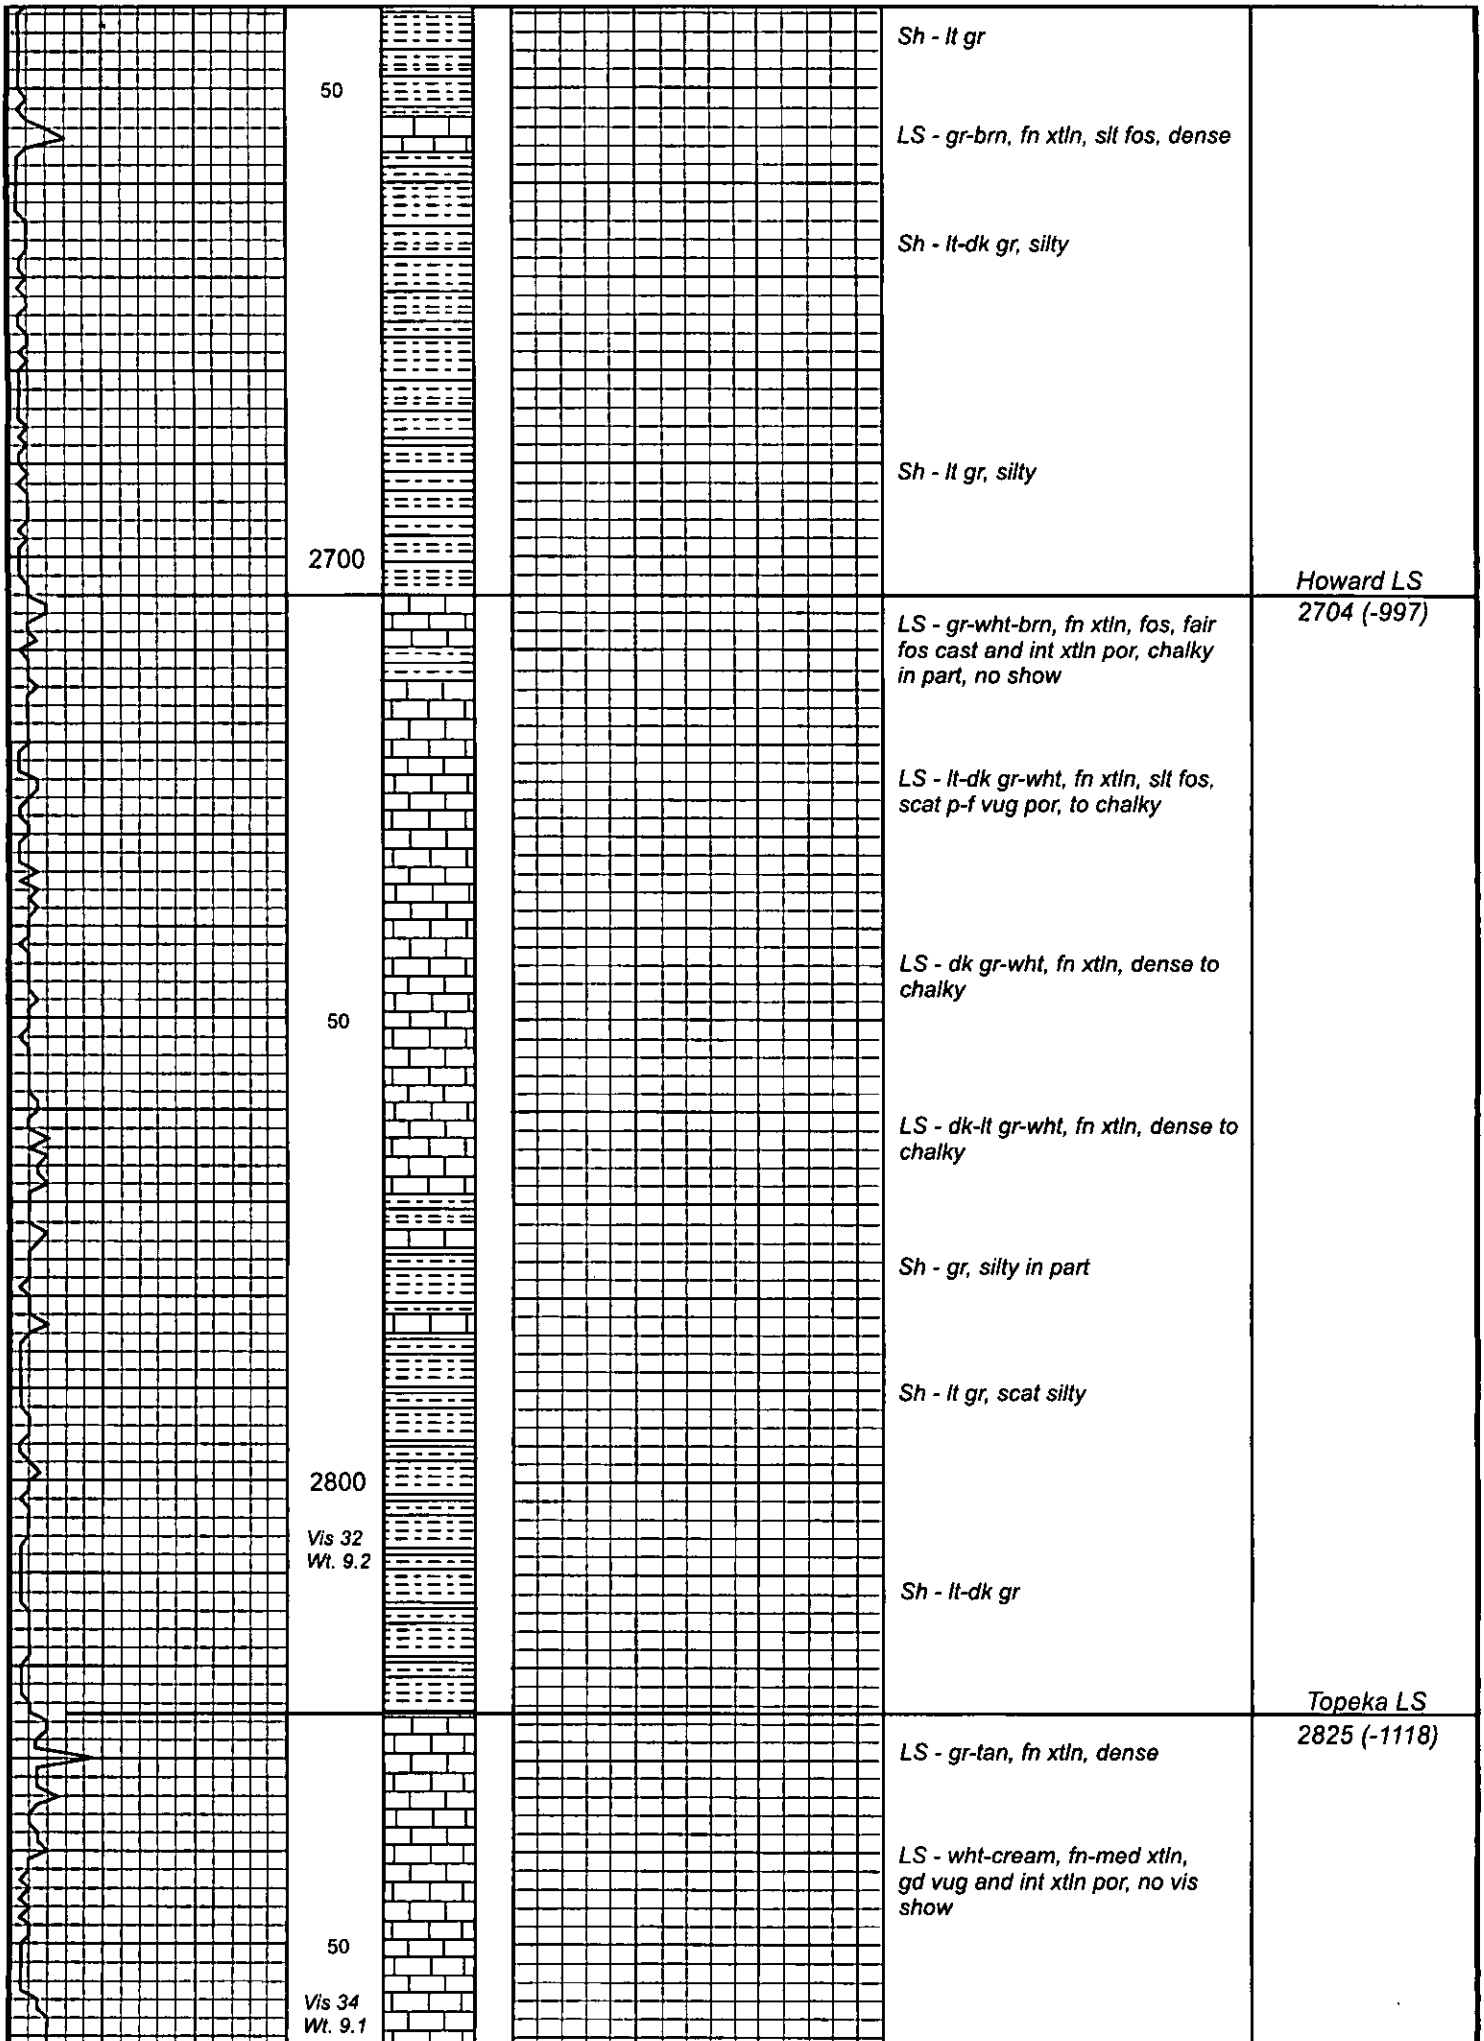 Sh - lt gr
50
LS - gr-brn, fn xtln, slt fos, dense
Sh - lt-dk gr, silty
Sh - lt gr, silty
2700
Howard LS
2704 (-997)
LS - gr-wht-brn, fn xtln, fos, fair
fos cast and int xtln por, chalky
in part, no show
LS - lt-dk gr-wht, fn xtln, slt fos,
scat p-f vug por, to chalky
LS - dk gr-wht, fn xtln, dense to
chalky
50
LS - dk-lt gr-wht, fn xtln, dense to
chalky
Sh - gr, silty in part
Sh - lt gr, scat silty
2800
Vis 32
Wt. 9.2
Sh - lt-dk gr
Topeka LS
2825 (-1118)
LS - gr-tan, fn xtln, dense
LS - wht-cream, fn-med xtln,
gd vug and int xtln por, no vis
show
50
Vis 34
Wt. 9.1